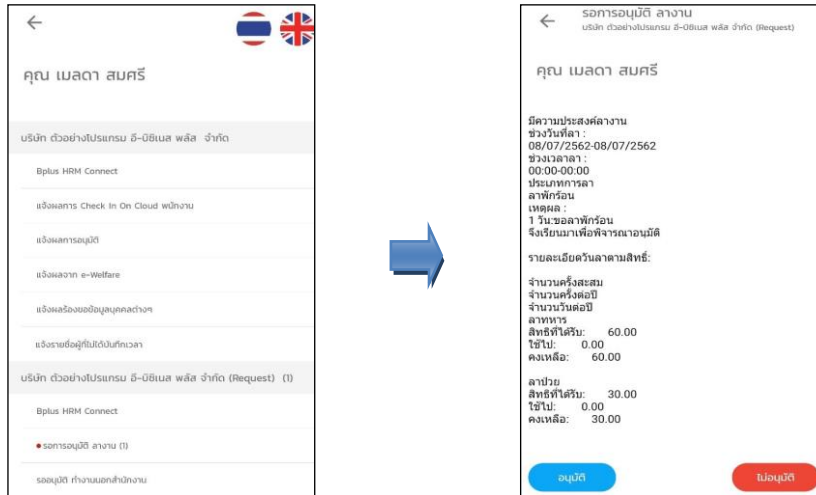 คุณ เมลดา สมศรี
บริษัท ตัวอย่างโปรแกรม อี-บิซิเนส พลัส จำกัด
Bplus HRM Connect
แจ้งผลการ Check In On Cloud พนักงาน
แจ้งผลการอนุมัติ
แจ้งผลจาก e-Welfare
แจ้งผลร้องขอข้อมูลบุคคลต่างๆ
แจ้งรายชื่อผู้ที่ไม่ได้บันทึกเวลา
บริษัท ตัวอย่างโปรแกรม อี-บิซิเนส พลัส จำกัด (Request) (1)
Bplus HRM Connect
รอการอนุมัติ ลางาน (1)
รออนุมัติ ทำงานนอกสำนักงาน
รอการอนุมัติ ลางาน
บริษัท ตัวอย่างโปรแกรม อี-บิซิเนส พลัส จำกัด (Request)
คุณ เมลดา สมศรี
มีความประสงค์ลางาน
ช่วงวันที่ลา :
08/07/2562-08/07/2562
ช่วงเวลาลา :
00:00-00:00
ประเภทการลา
ลาพักร้อน
เหตุผล :
1 วัน:ขอลาพักร้อน
จึงเรียนมาเพื่อพิจารณาอนุมัติ
รายละเอียดวันลาตามสิทธิ์:
จำนวนครั้งสะสม
จำนวนครั้งต่อปี
จำนวนวันต่อปี
ลาทหาร
สิทธิที่ได้รับ: 60.00
ใช้ไป: 0.00
คงเหลือ: 60.00
ลาป่วย
สิทธิที่ได้รับ: 30.00
ใช้ไป: 0.00
คงเหลือ: 30.00
อนุมัติ
ไม่อนุมัติ